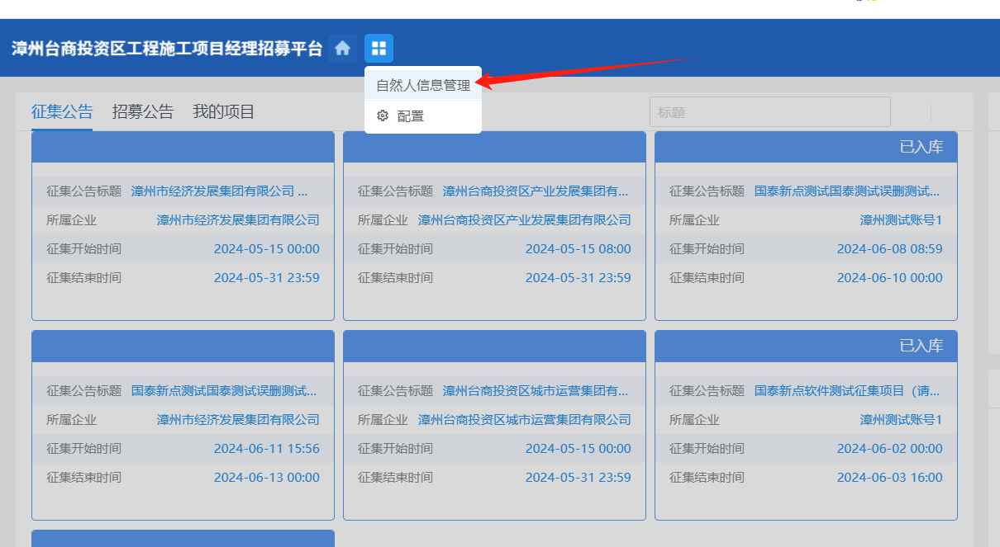 漳州台商投资区工程施工项目经理招募平台
自然人信息管理
配置
征集公告 招募公告 我的项目 标题
已入库
征集公告标题 漳州市经济发展集团有限公司 ... 征集公告标题 漳州台商投资区产业发展集团有... 征集公告标题 国泰新点测试国泰测试误删测试...
所属企业 漳州市经济发展集团有限公司 所属企业 漳州台商投资区产业发展集团有限公司 所属企业 漳州测试账号1
征集开始时间 2024-05-15 00:00 征集开始时间 2024-05-15 08:00 征集开始时间 2024-06-08 08:59
征集结束时间 2024-05-31 23:59 征集结束时间 2024-05-31 23:59 征集结束时间 2024-06-10 00:00
已入库
征集公告标题 国泰新点测试国泰测试误删测试... 征集公告标题 漳州台商投资区城市运营集团有... 征集公告标题 国泰新点软件测试征集项目（请...
所属企业 漳州市经济发展集团有限公司 所属企业 漳州台商投资区城市运营集团有限公司 所属企业 漳州测试账号1
征集开始时间 2024-06-11 15:56 征集开始时间 2024-05-15 00:00 征集开始时间 2024-06-02 00:00
征集结束时间 2024-06-13 00:00 征集结束时间 2024-05-31 23:59 征集结束时间 2024-06-03 16:00